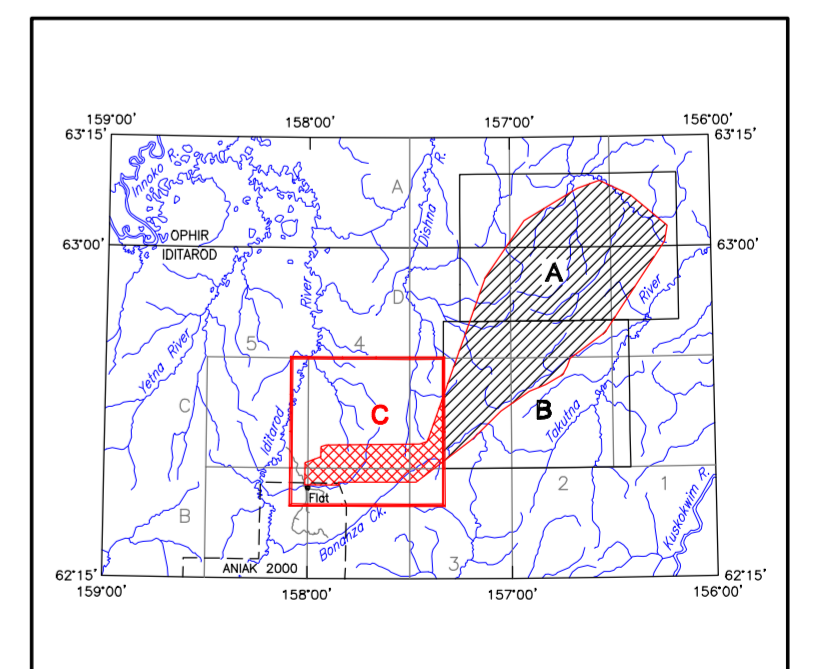 159°00' 158°00' 157°00' 156°00'
63°15' 63°15'
Innoko R.
R.
A
Dishna
OPHIR
63°00' 63°00'
IDITAROD
A
River
River
D
5 4
Yetna River
C
C
B
Iditarod
Takutna
2 1
Flat
B
Bonanza Ck.
Kuskokwim R.
3
ANIAK 2000
62°15' 62°15'
159°00' 158°00' 157°00' 156°00'